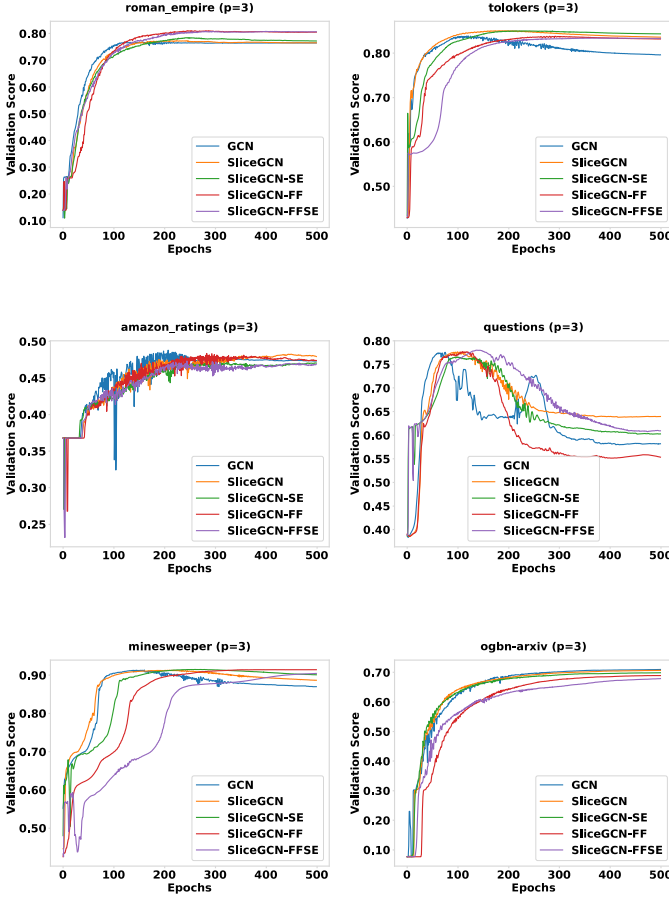 roman_empire (p=3)
Validation Score
0.80
0.70
0.60
0.50
0.40
0.30
0.20
0.10
GCN
SliceGCN
SliceGCN-SE
SliceGCN-FF
SliceGCN-FFSE
0 100 200 300 400 500
Epochs
tolokers (p=3)
Validation Score
0.80
0.70
0.60
0.50
GCN
SliceGCN
SliceGCN-SE
SliceGCN-FF
SliceGCN-FFSE
0 100 200 300 400 500
Epochs
amazon_ratings (p=3)
Validation Score
0.50
0.45
0.40
0.35
0.30
0.25
GCN
SliceGCN
SliceGCN-SE
SliceGCN-FF
SliceGCN-FFSE
0 100 200 300 400 500
Epochs
questions (p=3)
Validation Score
0.80
0.75
0.70
0.65
0.60
0.55
0.50
0.45
0.40
GCN
SliceGCN
SliceGCN-SE
SliceGCN-FF
SliceGCN-FFSE
0 100 200 300 400 500
Epochs
minesweeper (p=3)
Validation Score
0.90
0.80
0.70
0.60
0.50
GCN
SliceGCN
SliceGCN-SE
SliceGCN-FF
SliceGCN-FFSE
0 100 200 300 400 500
Epochs
ogbn-arxiv (p=3)
Validation Score
0.70
0.60
0.50
0.40
0.30
0.20
0.10
GCN
SliceGCN
SliceGCN-SE
SliceGCN-FF
SliceGCN-FFSE
0 100 200 300 400 500
Epochs